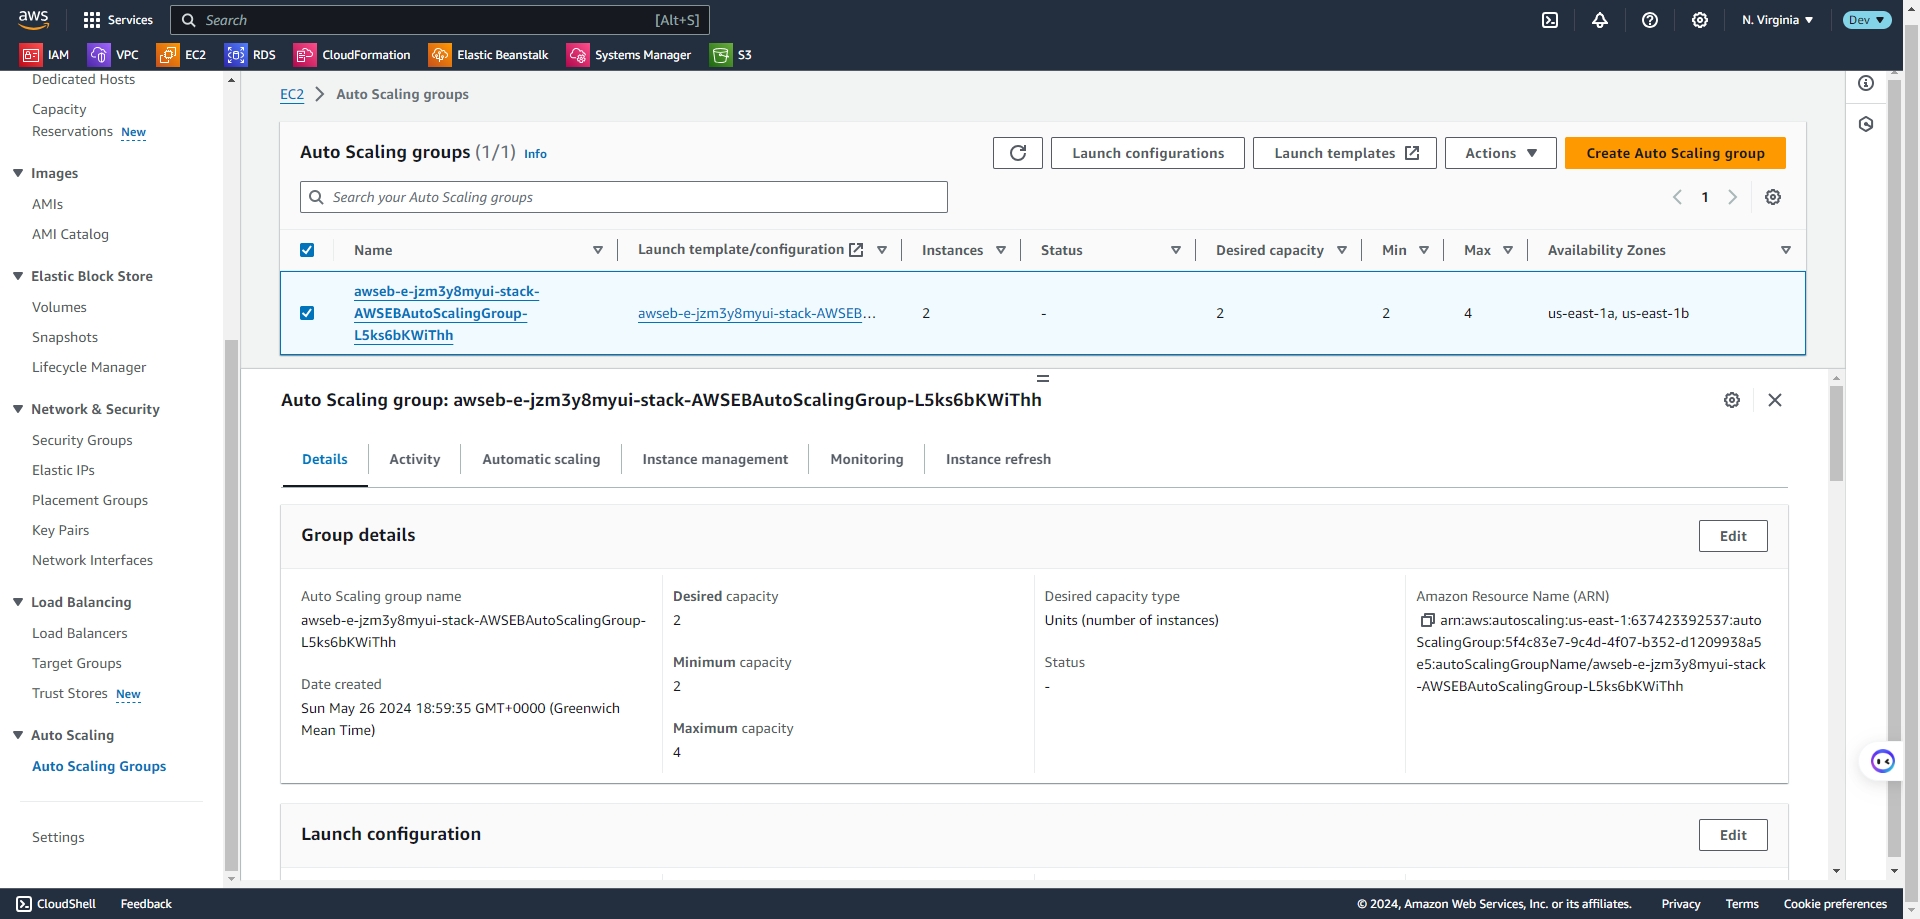 aws
Services
Search
[Alt+S]
N. Virginia
Dev
IAM
VPC
EC2
RDS
CloudFormation
Elastic Beanstalk
Systems Manager
S3
Dedicated Hosts
Capacity
Reservations New
Images
AMIs
AMI Catalog
Elastic Block Store
Volumes
Snapshots
Lifecycle Manager
Network & Security
Security Groups
Elastic IPs
Placement Groups
Key Pairs
Network Interfaces
Load Balancing
Load Balancers
Target Groups
Trust Stores New
Auto Scaling
Auto Scaling Groups
Settings
EC2 > Auto Scaling groups
Auto Scaling groups (1/1) Info
Launch configurations
Launch templates
Actions
Create Auto Scaling group
Search your Auto Scaling groups
1
Name
Launch template/configuration
Instances
Status
Desired capacity
Min
Max
Availability Zones
awseb-e-jzm3y8myui-stack-
AWSEBAutoScalingGroup-
L5ks6bKWiThh
awseb-e-jzm3y8myui-stack-AWSEB...
2
-
2
2
4
us-east-1a, us-east-1b
Auto Scaling group: awseb-e-jzm3y8myui-stack-AWSEBAutoScalingGroup-L5ks6bKWiThh
Details
Activity
Automatic scaling
Instance management
Monitoring
Instance refresh
Group details
Edit
Auto Scaling group name
awseb-e-jzm3y8myui-stack-AWSEBAutoScalingGroup-
L5ks6bKWiThh
Date created
Sun May 26 2024 18:59:35 GMT+0000 (Greenwich
Mean Time)
Desired capacity
2
Minimum capacity
2
Maximum capacity
4
Desired capacity type
Units (number of instances)
Status
-
Amazon Resource Name (ARN)
arn:aws:autoscaling:us-east-1:637423392537:auto
ScalingGroup:5f4c83e7-9c4d-4f07-b352-d1209938a5
e5:autoScalingGroupName/awseb-e-jzm3y8myui-stack
-AWSEBAutoScalingGroup-L5ks6bKWiThh
Launch configuration
Edit
CloudShell
Feedback
© 2024, Amazon Web Services, Inc. or its affiliates.
Privacy
Terms
Cookie preferences